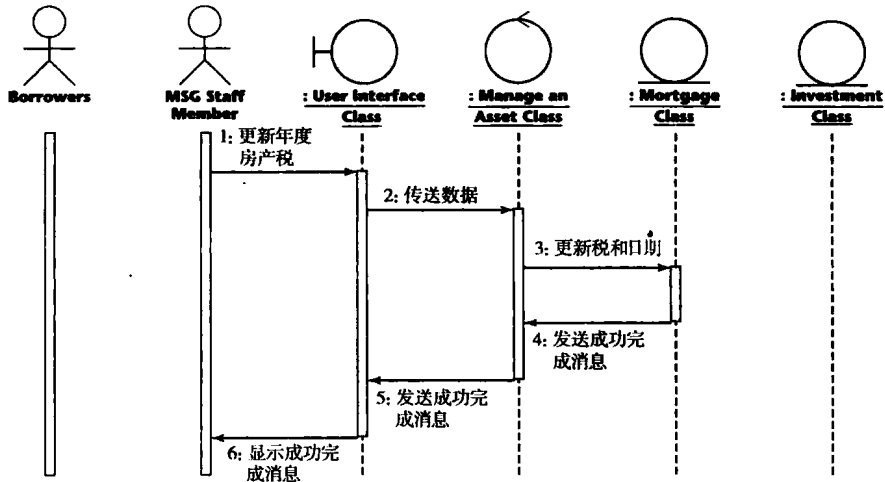 Borrowers
MSG Staff
Member
: User Interface
Class
: Manage an
Asset Class
: Mortgage
Class
: Investment
Class
1: 更新年度
房产税
2: 传送数据
3: 更新税和日期
4: 发送成功完
成消息
5: 发送成功完
成消息
6: 显示成功完
成消息